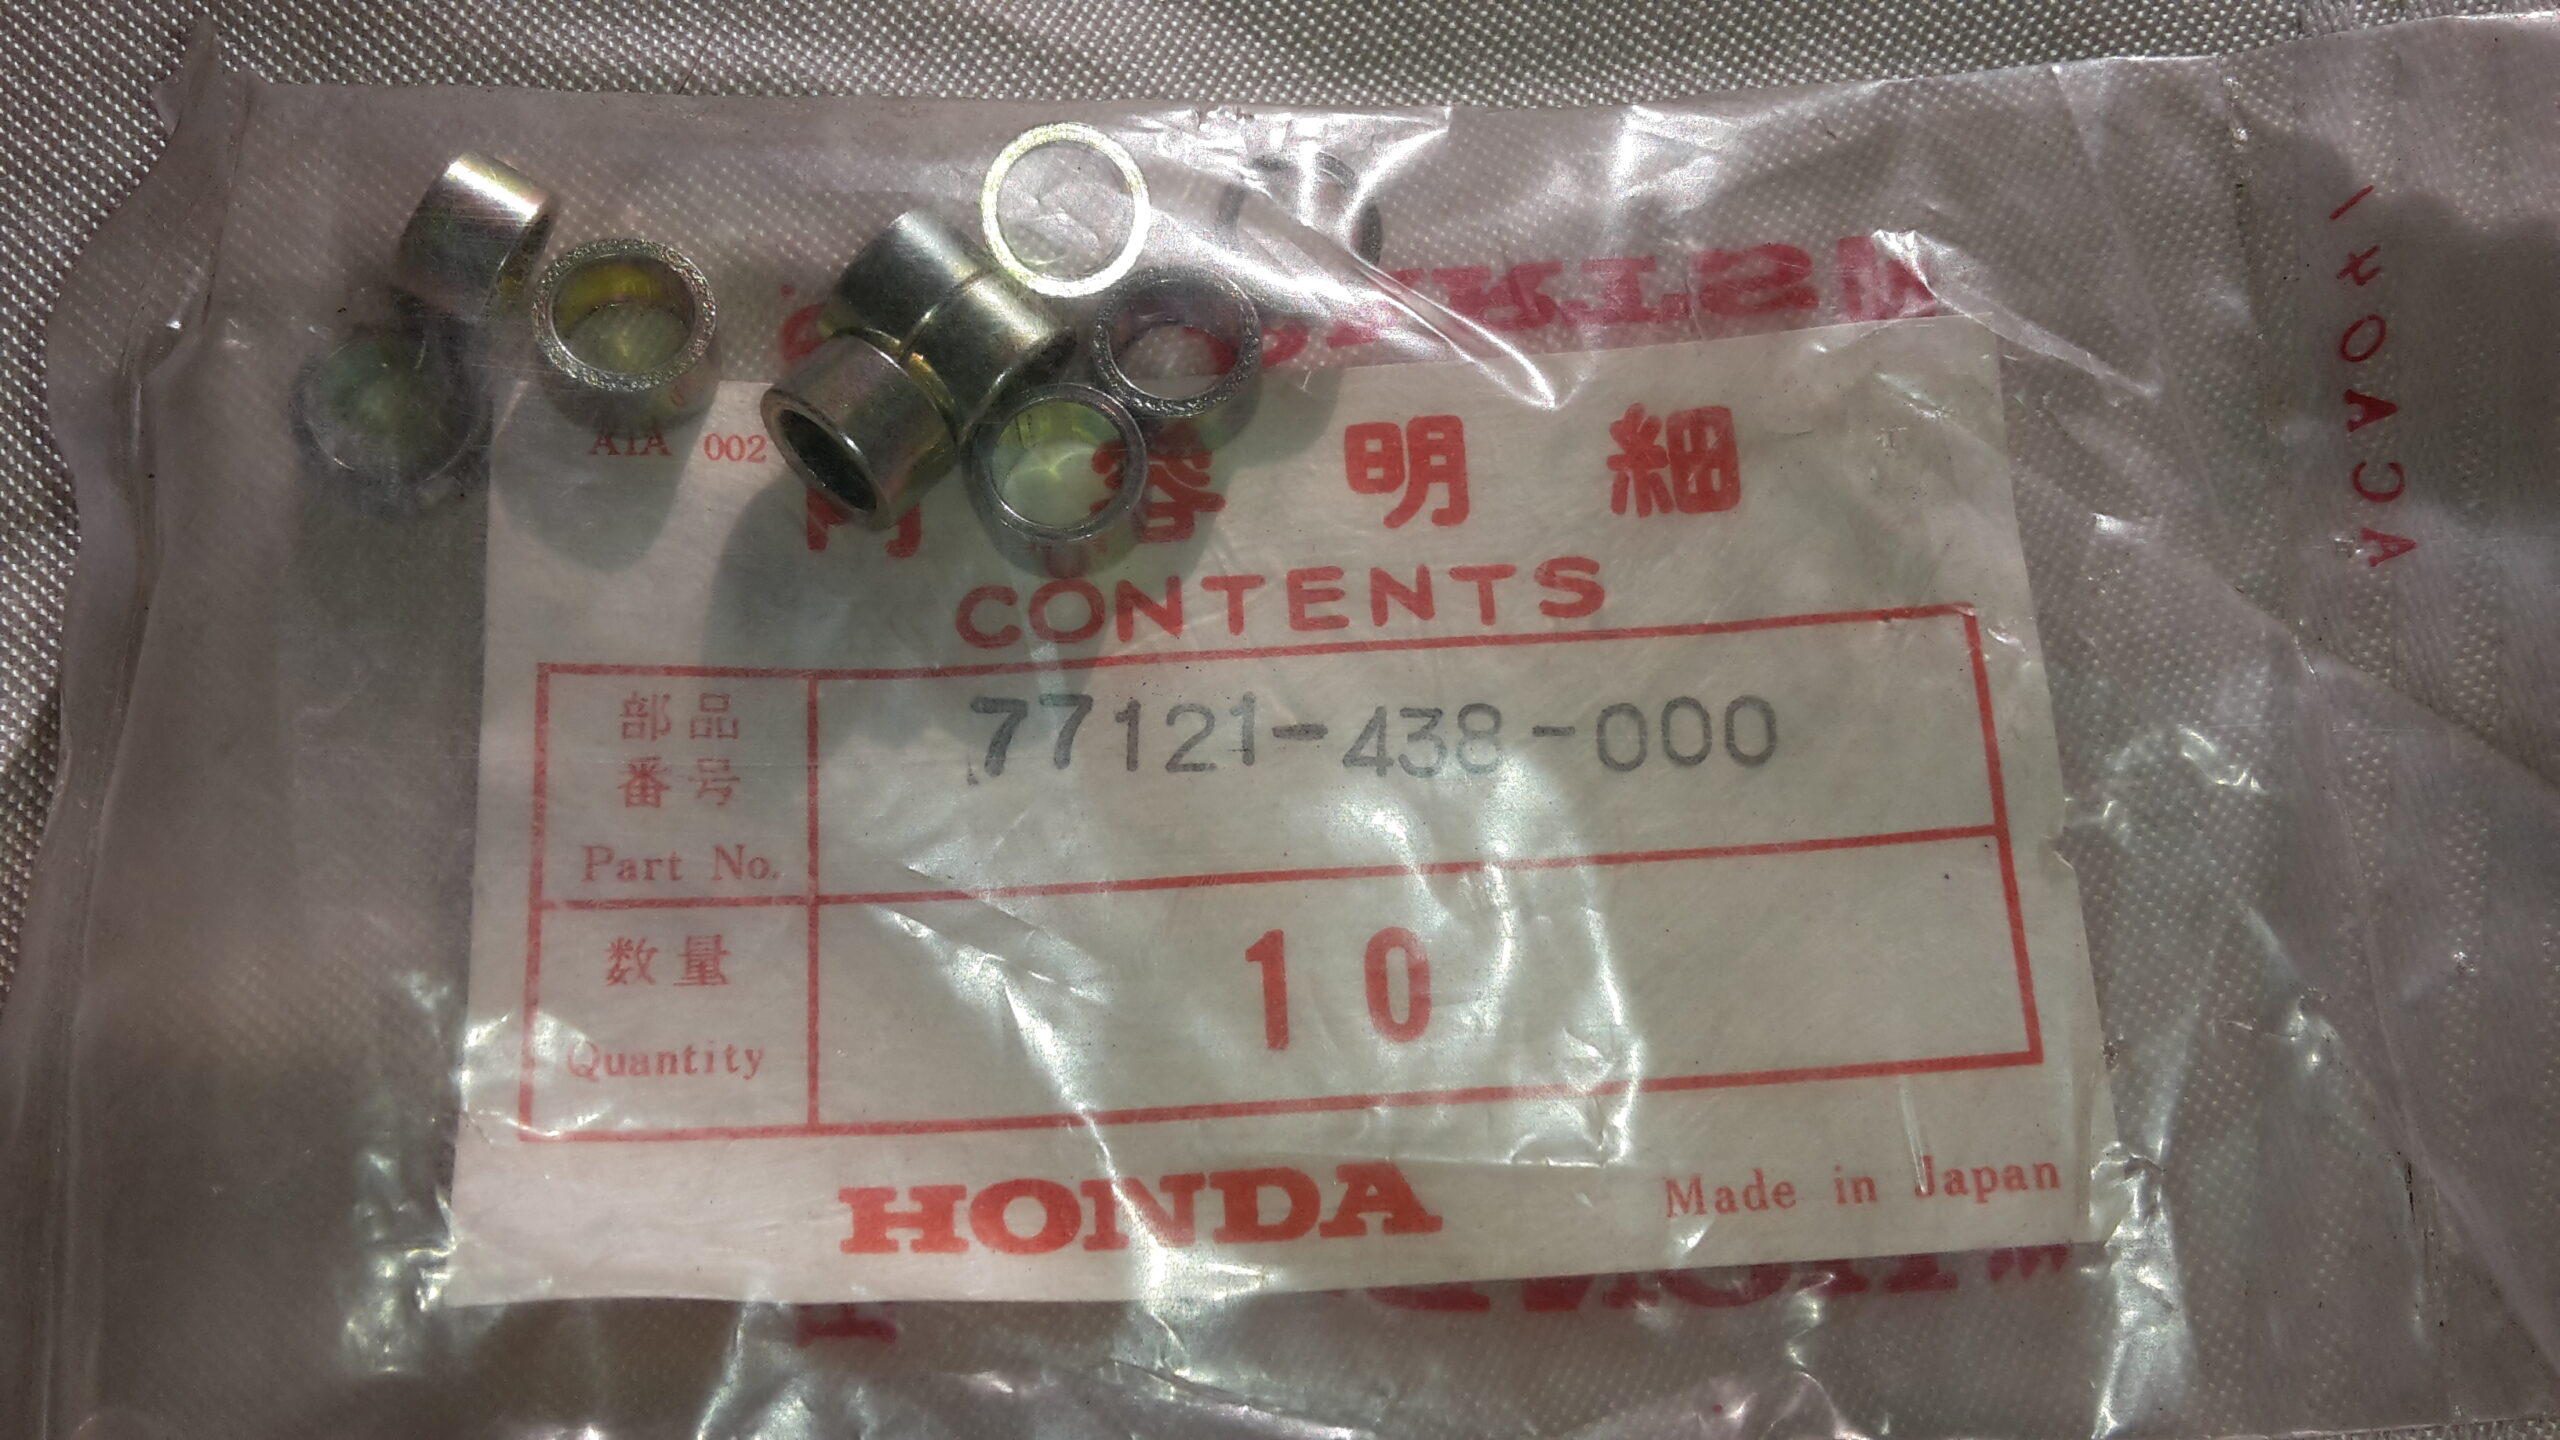 A1A 002
内容明細
CONTENTS
部品
番号
Part No.
77121-438-000
数量
Quantity
10
HONDA
Made in Japan